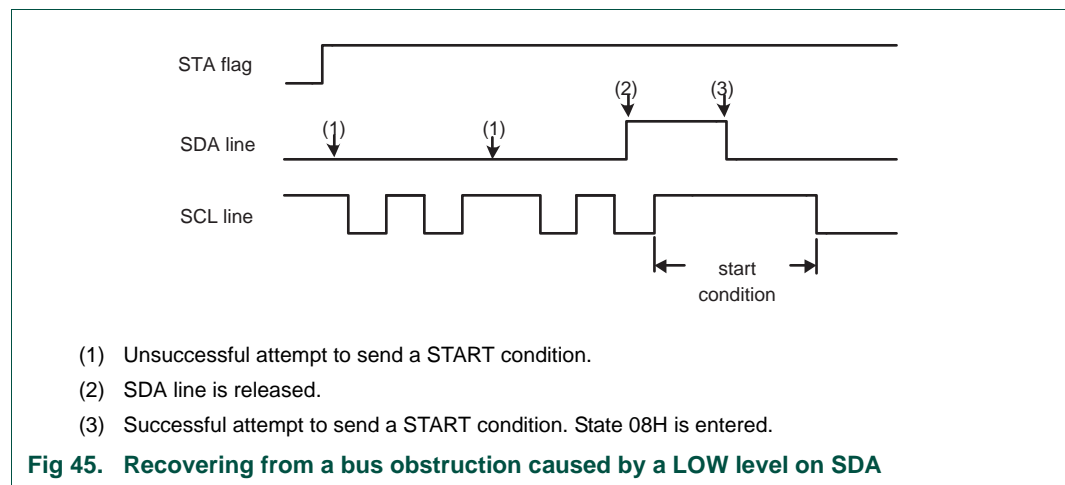 STA flag
(2) (3)
(1) (1)
SDA line
SCL line
start
condition
(1) Unsuccessful attempt to send a START condition.
(2) SDA line is released.
(3) Successful attempt to send a START condition. State 08H is entered.
Fig 45. Recovering from a bus obstruction caused by a LOW level on SDA